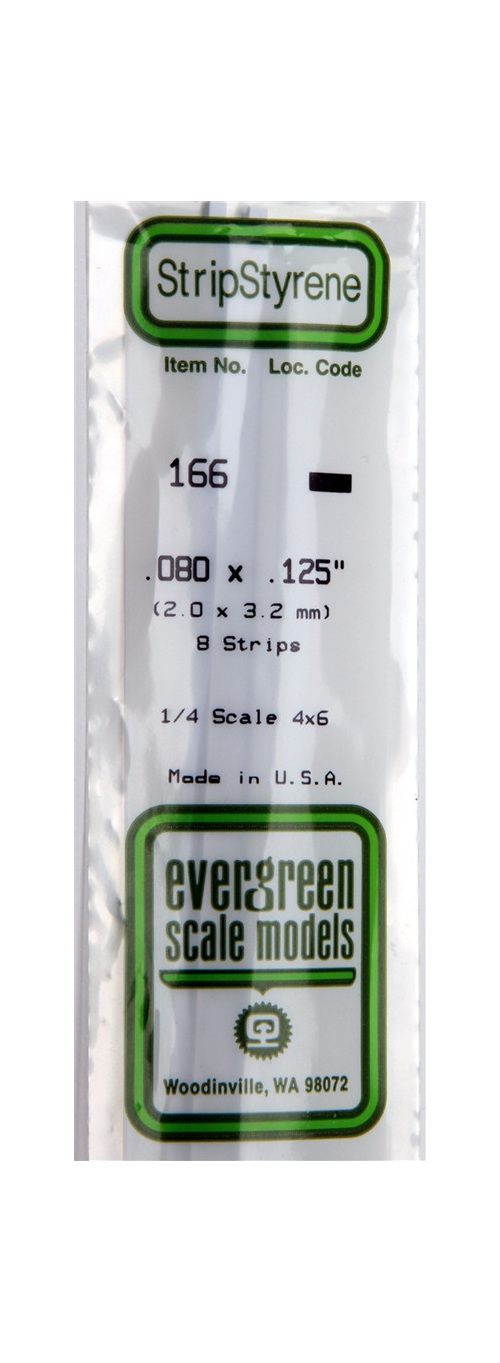 StripStyrene
Item No. Loc. Code
166
.080 x .125"
(2.0 x 3.2 mm)
8 Strips
1/4 Scale 4x6
Made in U.S.A.
evergreen
scale models
Woodinville, WA 98072